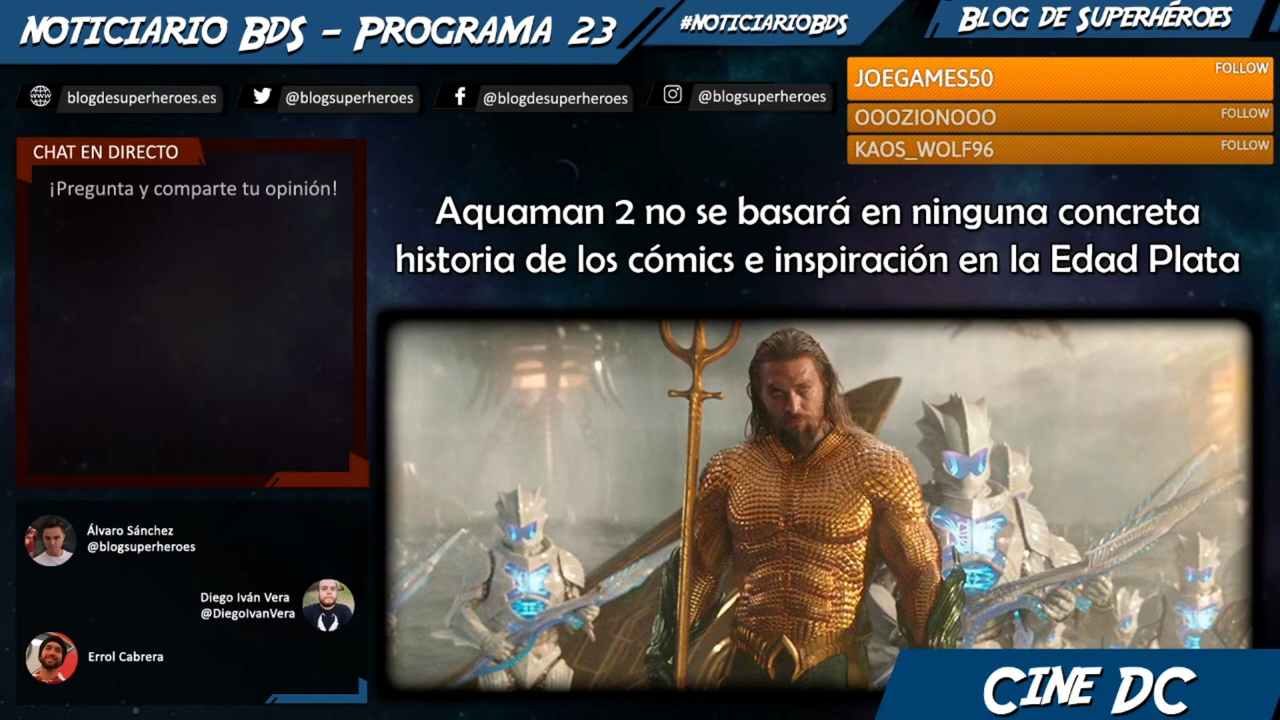 NOTICIARIO BDS - PROGRAMA 23
#NOTICIARIOBDS
BLOG DE SUPERHÉROES
www
blogdesuperheroes.es
@blogsuperheroes
@blogdesuperheroes
@blogsuperheroes
JOEGAMES50 FOLLOW
OOOZIONOOO FOLLOW
KAOS_WOLF96 FOLLOW
CHAT EN DIRECTO
¡Pregunta y comparte tu opinión!
Aquaman 2 no se basará en ninguna concreta
historia de los cómics e inspiración en la Edad Plata
Álvaro Sánchez
@blogsuperheroes
Diego Iván Vera
@DiegoIvanVera
Errol Cabrera
CINE DC